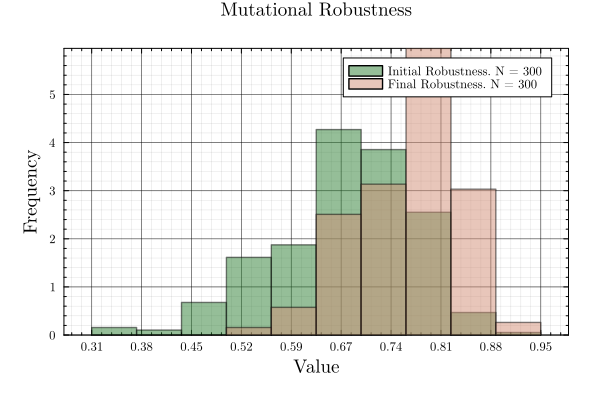 Mutational Robustness
Initial Robustness. N = 300
Final Robustness. N = 300
Frequency
5
4
3
2
1
0
0.31 0.38 0.45 0.52 0.59 0.67 0.74 0.81 0.88 0.95
Value